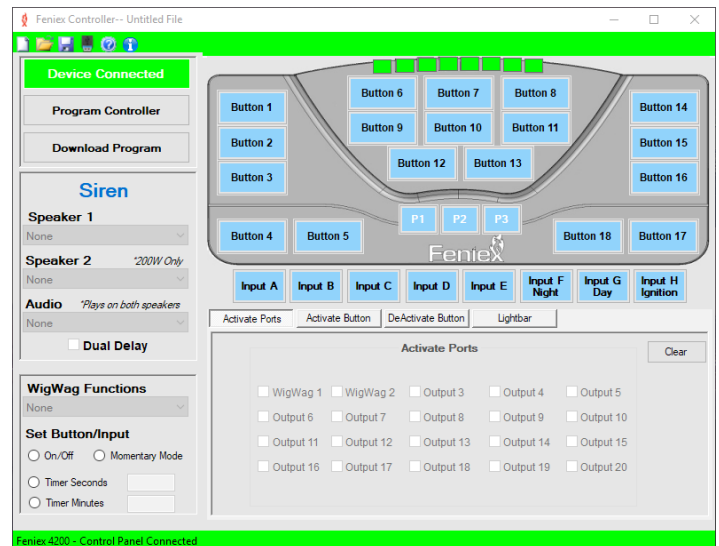 Feniex Controller-- Untitled File
Device Connected
Program Controller
Download Program
Siren
Speaker 1
None
Speaker 2 *200W Only
None
Audio *Plays on both speakers
None
Dual Delay
WigWag Functions
None
Set Button/Input
On/Off Momentary Mode
Timer Seconds
Timer Minutes
Button 6 Button 7 Button 8
Button 1 Button 14
Button 9 Button 10 Button 11
Button 2 Button 15
Button 12 Button 13
Button 3 Button 16
P1 P2 P3
Button 4 Button 5 Button 18 Button 17
Feniex
Input A Input B Input C Input D Input E Input F Night Input G Day Input H Ignition
Activate Ports Activate Button DeActivate Button Lightbar
Activate Ports
Clear
WigWag 1 WigWag 2 Output 3 Output 4 Output 5
Output 6 Output 7 Output 8 Output 9 Output 10
Output 11 Output 12 Output 13 Output 14 Output 15
Output 16 Output 17 Output 18 Output 19 Output 20
Feniex 4200 - Control Panel Connected